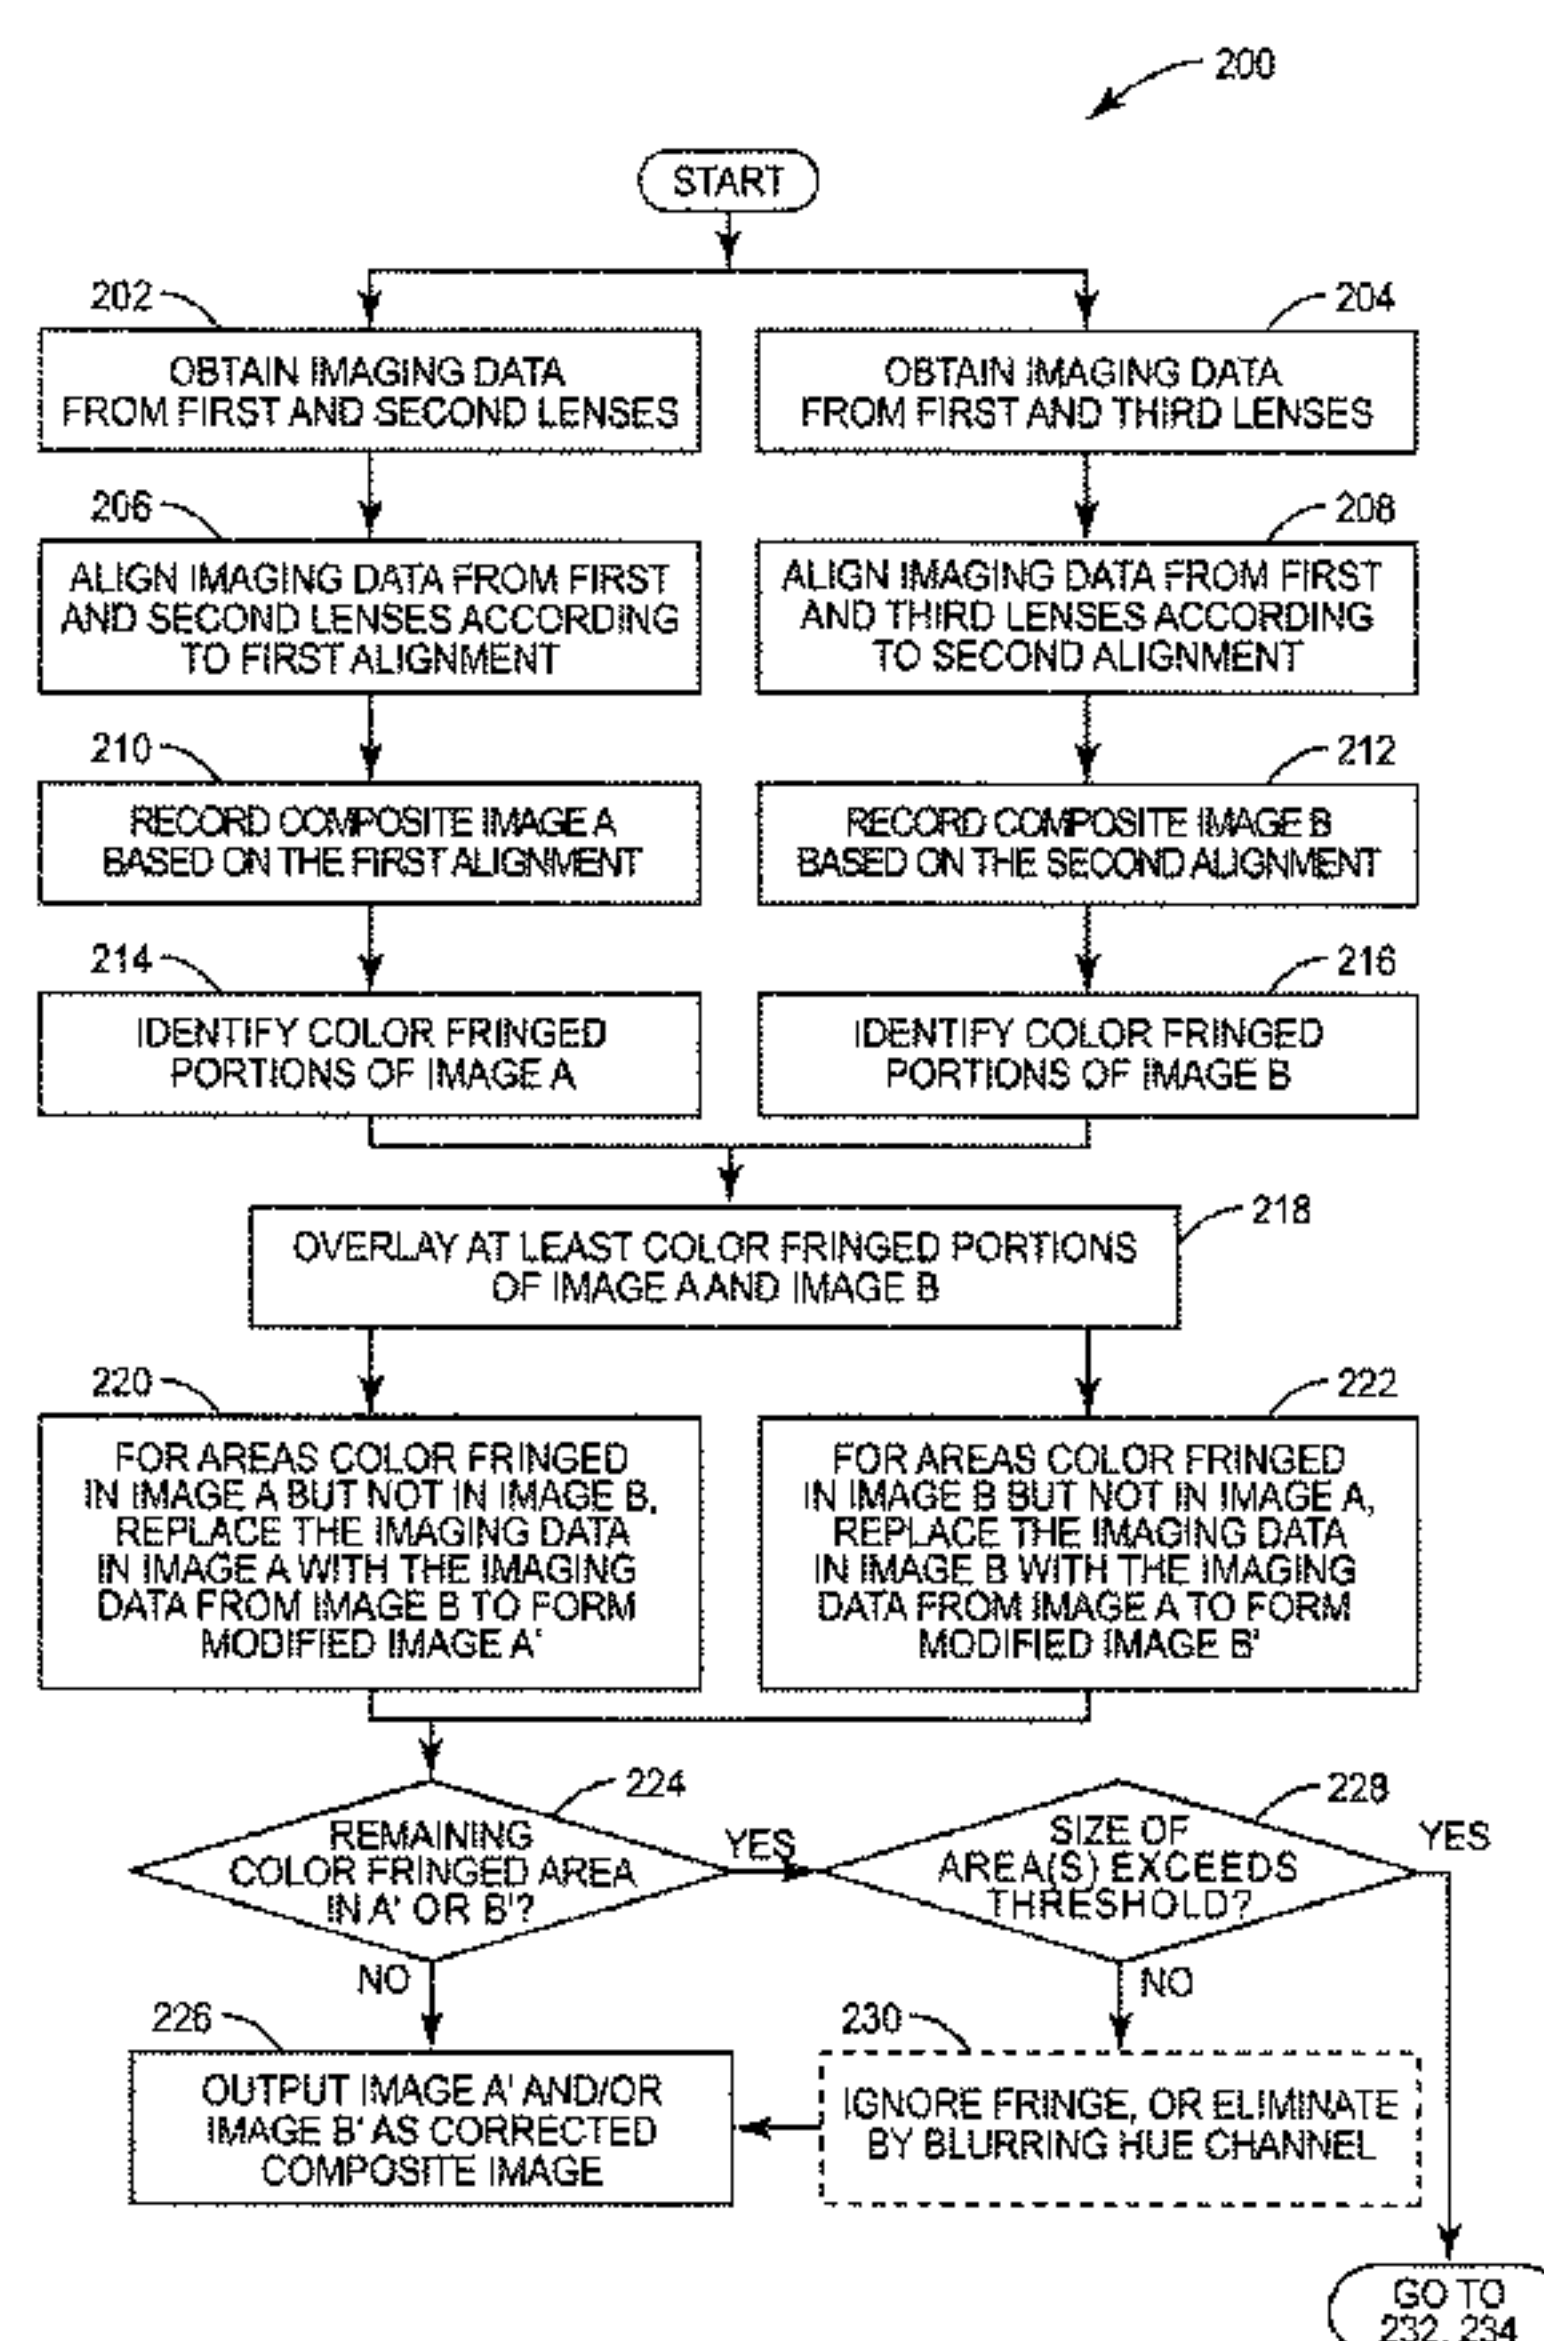 200
START
202
OBTAIN IMAGING DATA
FROM FIRST AND SECOND LENSES
204
OBTAIN IMAGING DATA
FROM FIRST AND THIRD LENSES
206
ALIGN IMAGING DATA FROM FIRST
AND SECOND LENSES ACCORDING
TO FIRST ALIGNMENT
208
ALIGN IMAGING DATA FROM FIRST
AND THIRD LENSES ACCORDING
TO SECOND ALIGNMENT
210
RECORD COMPOSITE IMAGE A
BASED ON THE FIRST ALIGNMENT
212
RECORD COMPOSITE IMAGE B
BASED ON THE SECOND ALIGNMENT
214
IDENTIFY COLOR FRINGED
PORTIONS OF IMAGE A
216
IDENTIFY COLOR FRINGED
PORTIONS OF IMAGE B
218
OVERLAY AT LEAST COLOR FRINGED PORTIONS
OF IMAGE A AND IMAGE B
220
FOR AREAS COLOR FRINGED
IN IMAGE A BUT NOT IN IMAGE B,
REPLACE THE IMAGING DATA
IN IMAGE A WITH THE IMAGING
DATA FROM IMAGE B TO FORM
MODIFIED IMAGE A'
222
FOR AREAS COLOR FRINGED
IN IMAGE B BUT NOT IN IMAGE A,
REPLACE THE IMAGING DATA
IN IMAGE B WITH THE IMAGING
DATA FROM IMAGE A TO FORM
MODIFIED IMAGE B'
224
REMAINING
COLOR FRINGED AREA
IN A' OR B'?
YES
NO
228
SIZE OF
AREA(S) EXCEEDS
THRESHOLD?
YES
NO
226
OUTPUT IMAGE A' AND/OR
IMAGE B' AS CORRECTED
COMPOSITE IMAGE
230
IGNORE FRINGE, OR ELIMINATE
BY BLURRING HUE CHANNEL
GO TO
232, 234